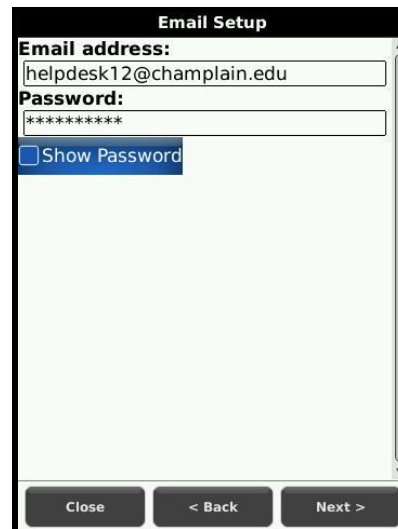 Email Setup
Email address:
helpdesk12@champlain.edu
Password:
**********
Show Password
Close < Back Next >